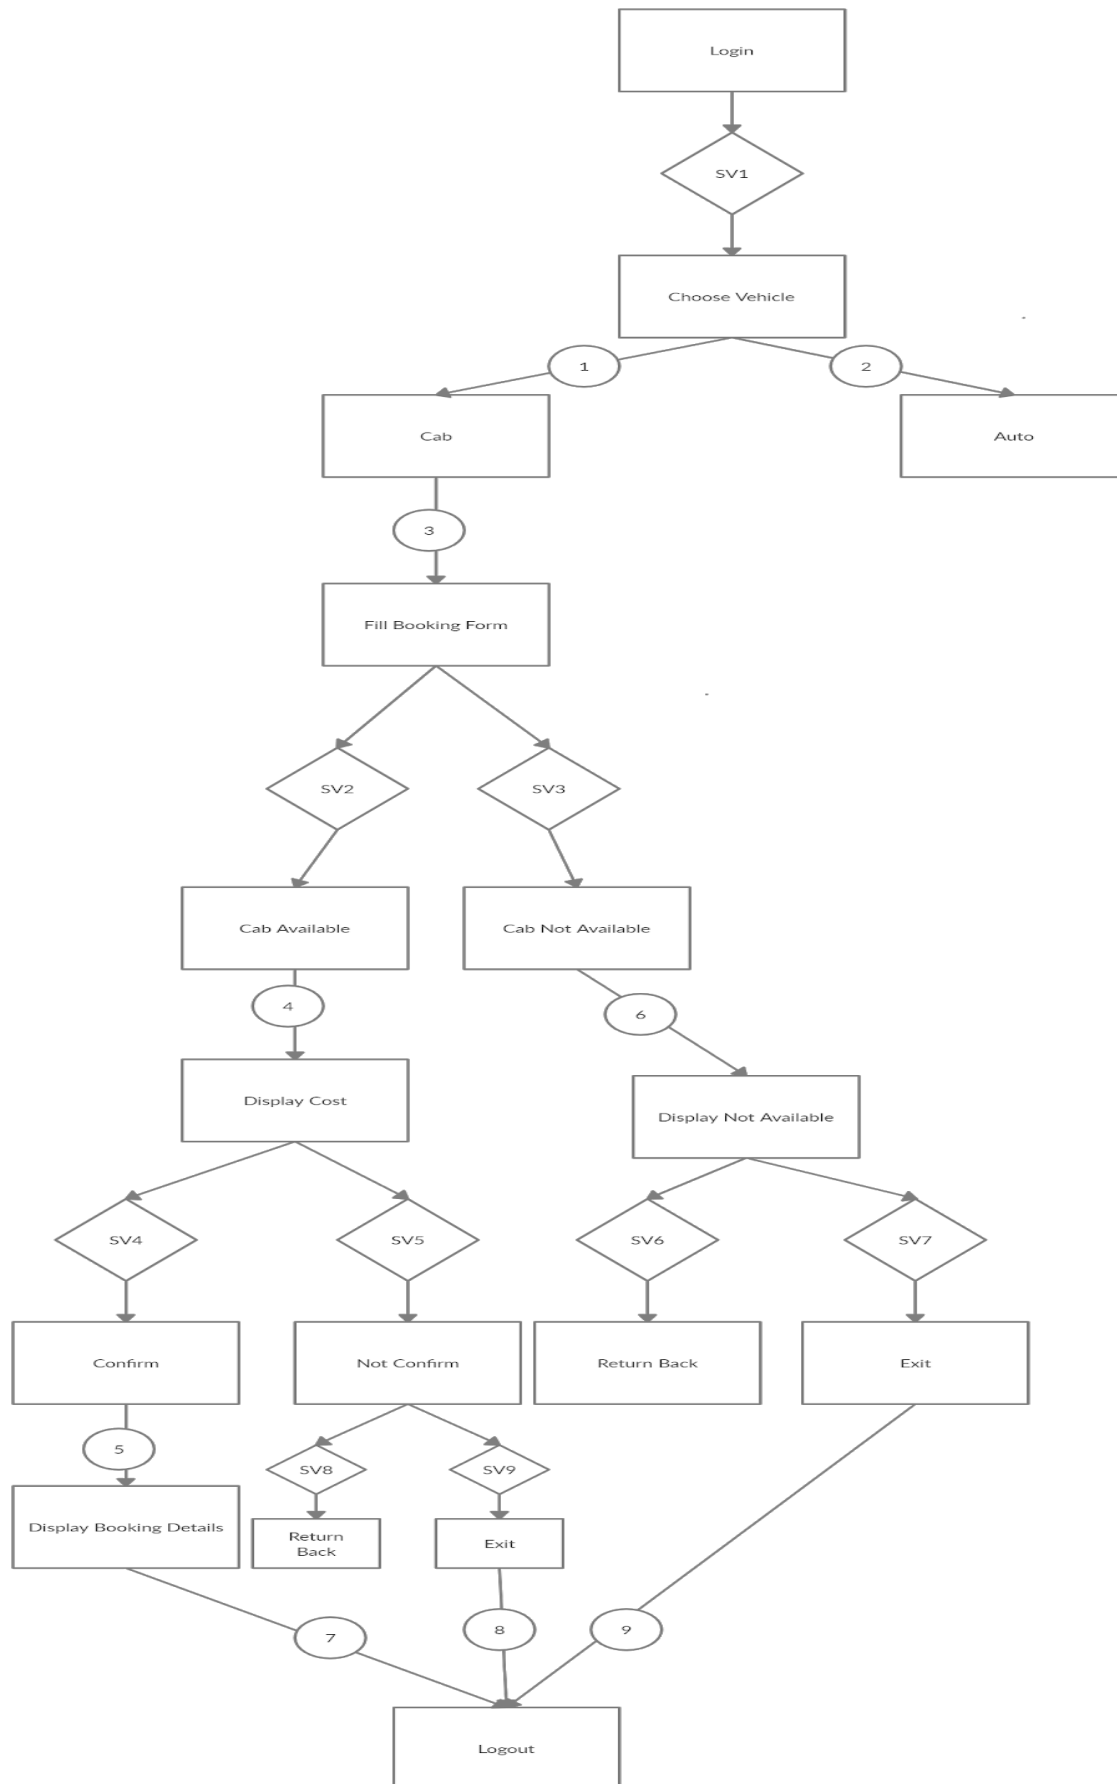 Login
SV1
Choose Vehicle
1
2
Cab
Auto
3
Fill Booking Form
SV2
SV3
Cab Available
Cab Not Available
4
6
Display Cost
Display Not Available
SV4
SV5
SV6
SV7
Confirm
Not Confirm
Return Back
Exit
5
SV8
SV9
Display Booking Details
Return
Back
Exit
7
8
9
Logout